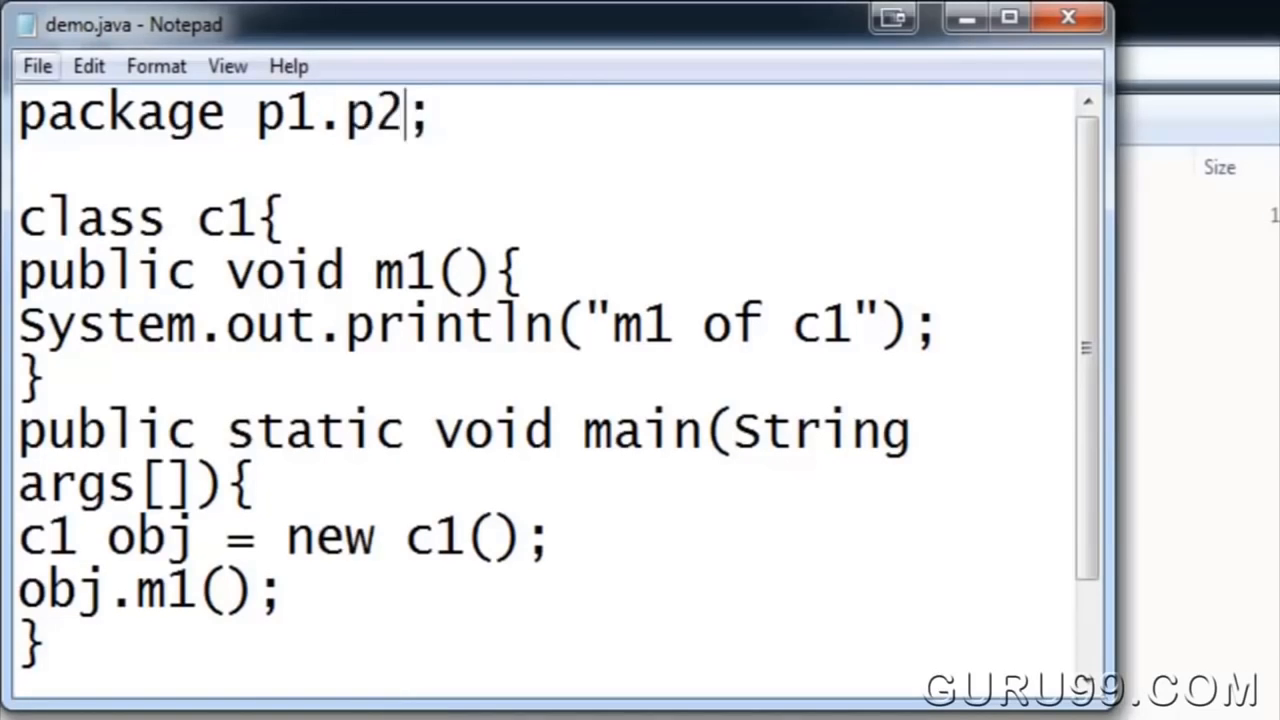 demo.java - Notepad
File Edit Format View Help
package p1.p2;
Size
class c1{
1
public void m1(){
System.out.println("m1 of c1");
}
public static void main(String
args[]){
c1 obj = new c1();
obj.m1();
}
GURU99.COM